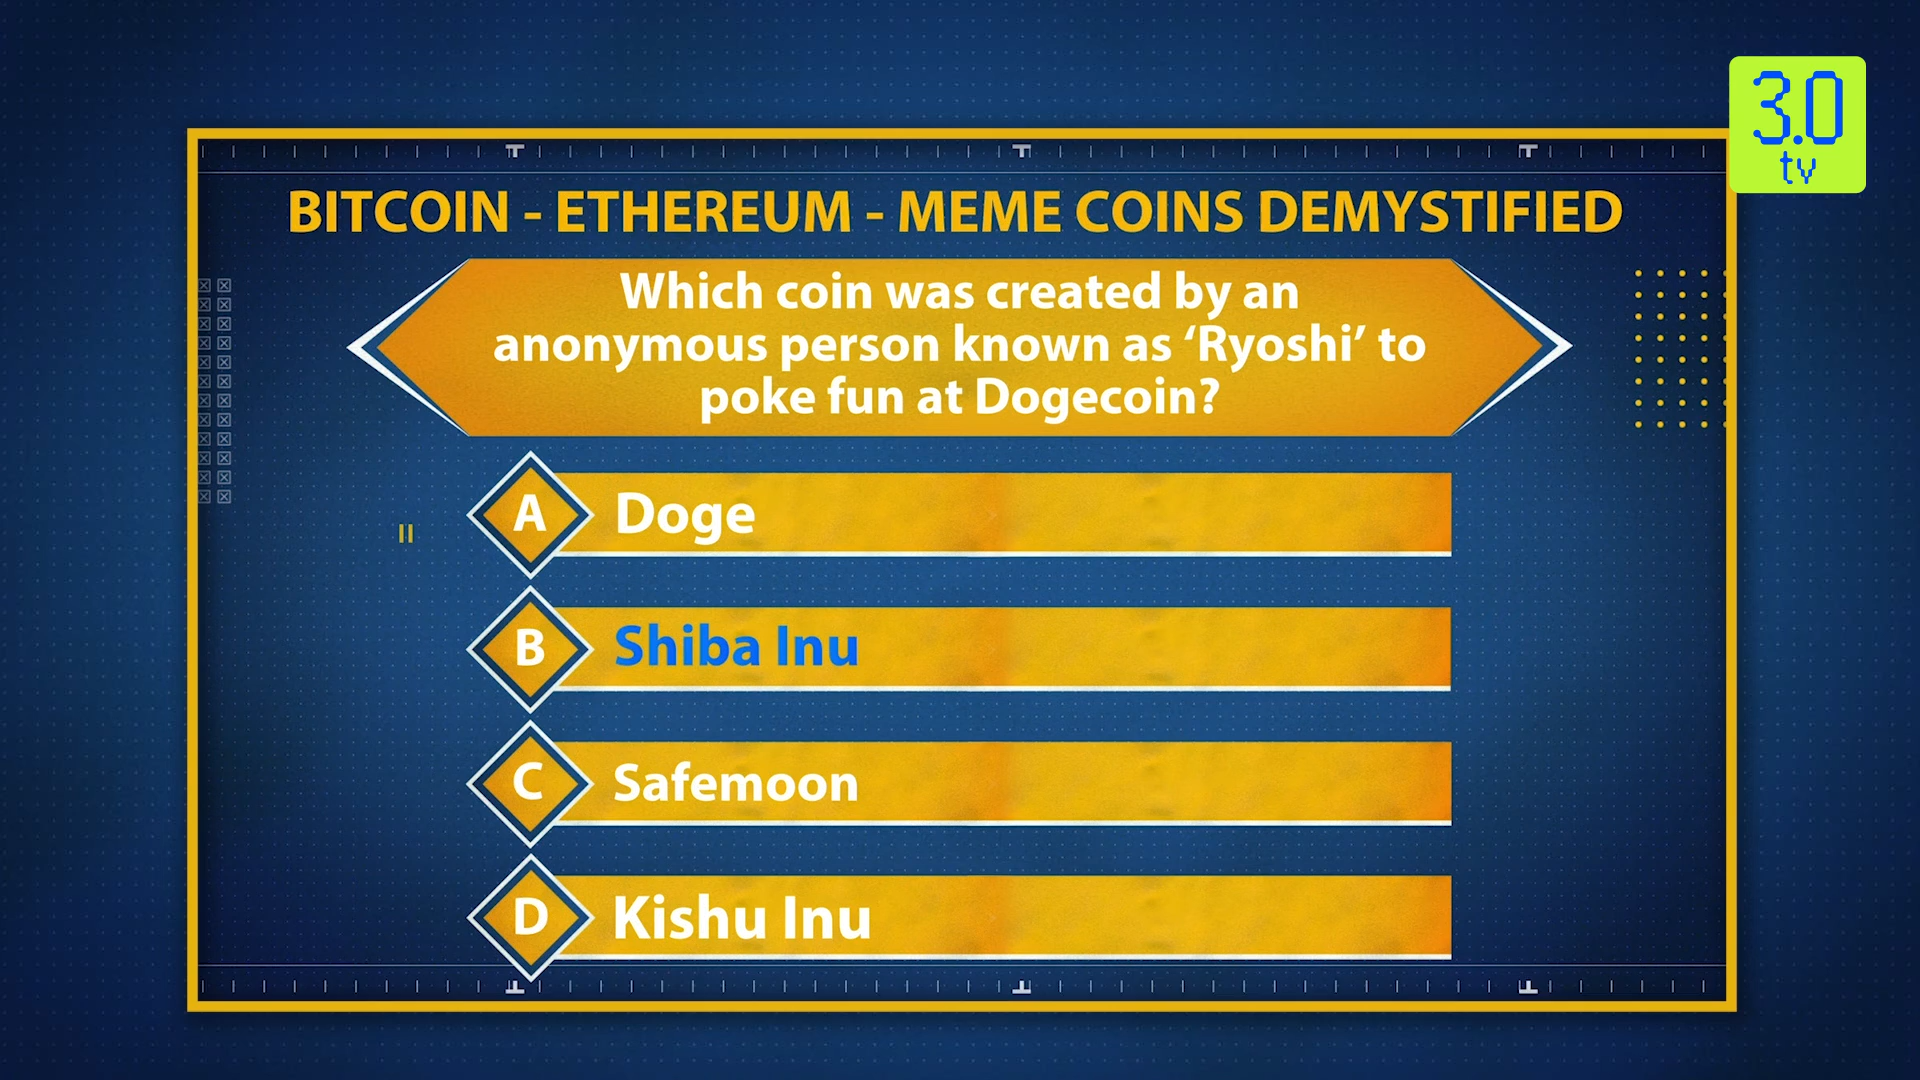 3.0
tv
BITCOIN - ETHEREUM - MEME COINS DEMYSTIFIED
Which coin was created by an
anonymous person known as ‘Ryoshi’ to
poke fun at Dogecoin?
A Doge
B Shiba Inu
C Safemoon
D Kishu Inu